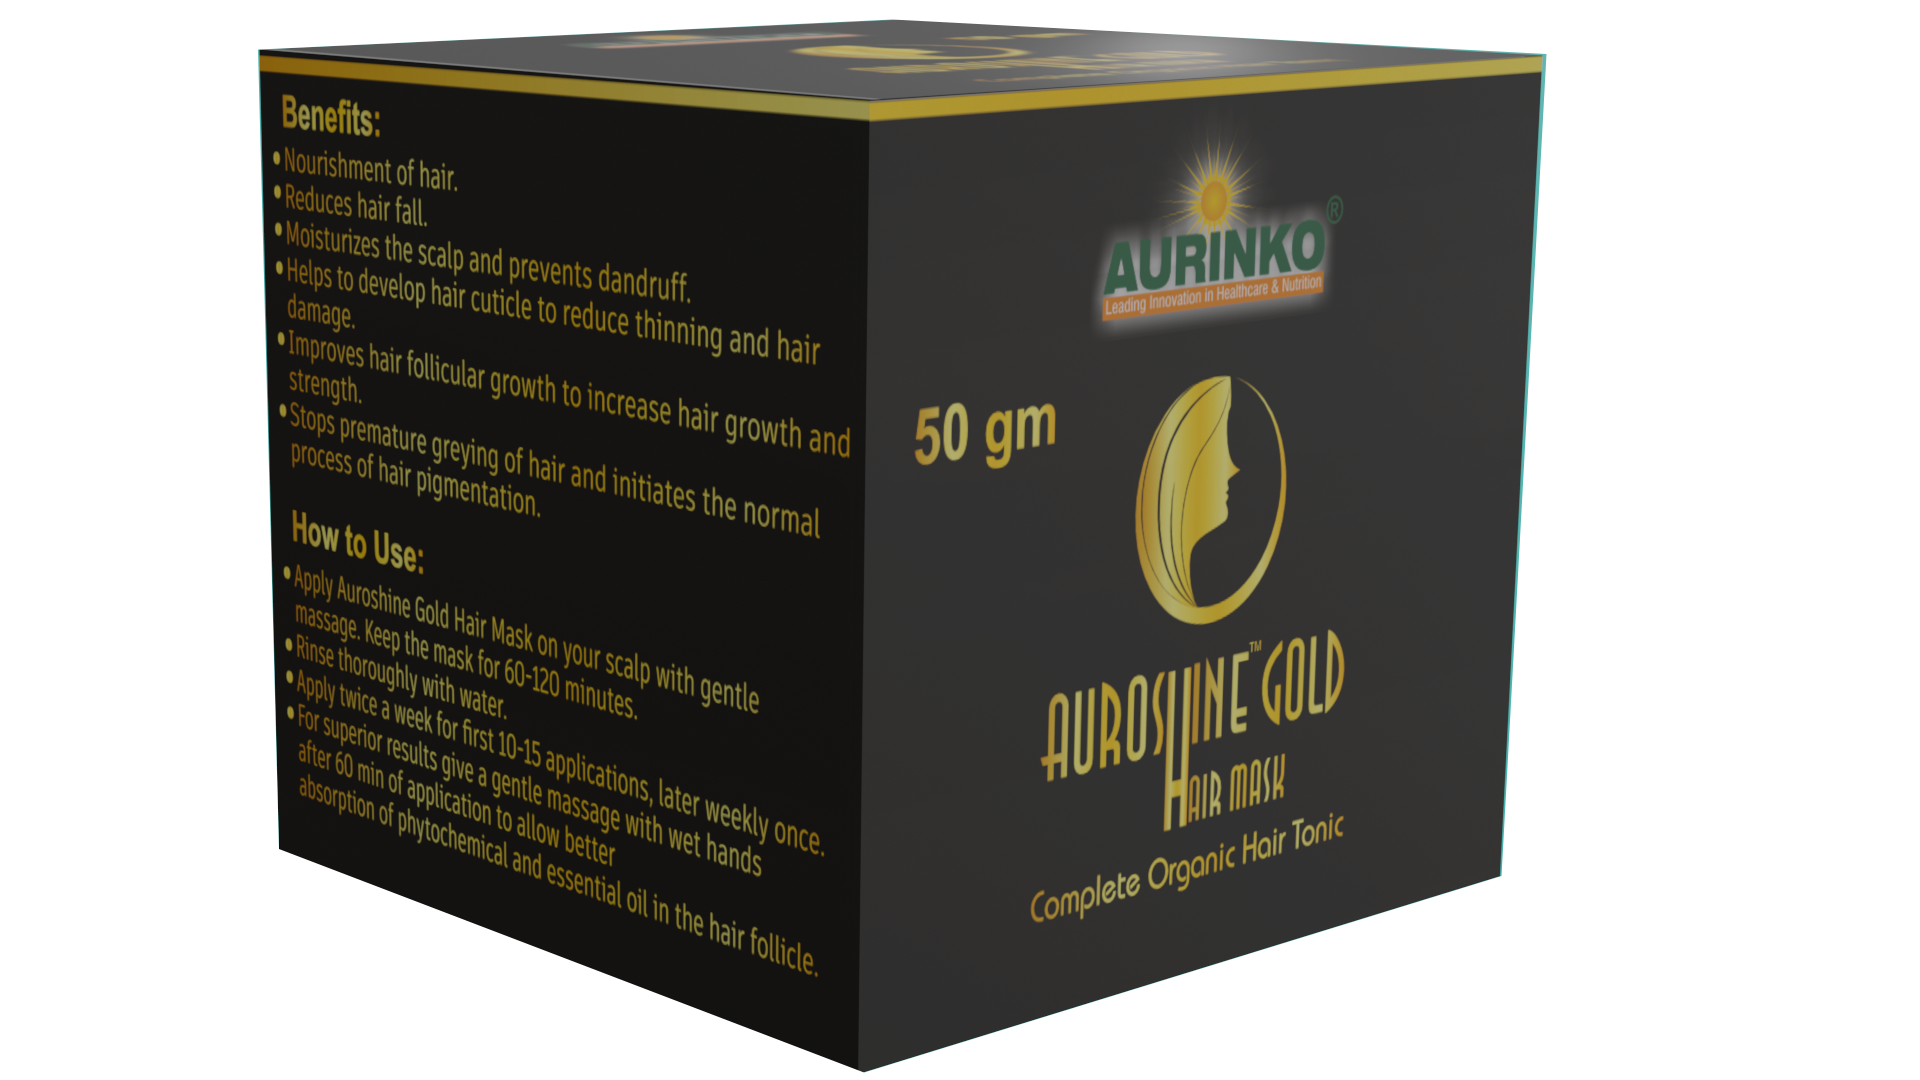 Benefits:
• Nourishment of hair.
• Reduces hair fall.
• Moisturizes the scalp and prevents dandruff.
• Helps to develop hair cuticle to reduce thinning and hair
damage.
• Improves hair follicular growth to increase hair growth and
strength.
• Stops premature greying of hair and initiates the normal
process of hair pigmentation.
How to Use:
• Apply Auroshine Gold Hair Mask on your scalp with gentle
massage. Keep the mask for 60-120 minutes.
• Rinse thoroughly with water.
• Apply twice a week for first 10-15 applications, later weekly once.
• For superior results give a gentle massage with wet hands
after 60 min of application to allow better
absorption of phytochemical and essential oil in the hair follicle.
AURINKO®
Leading Innovation in Healthcare & Nutrition
50 gm
AUROSHINE™ GOLD
HAIR MASK
Complete Organic Hair Tonic